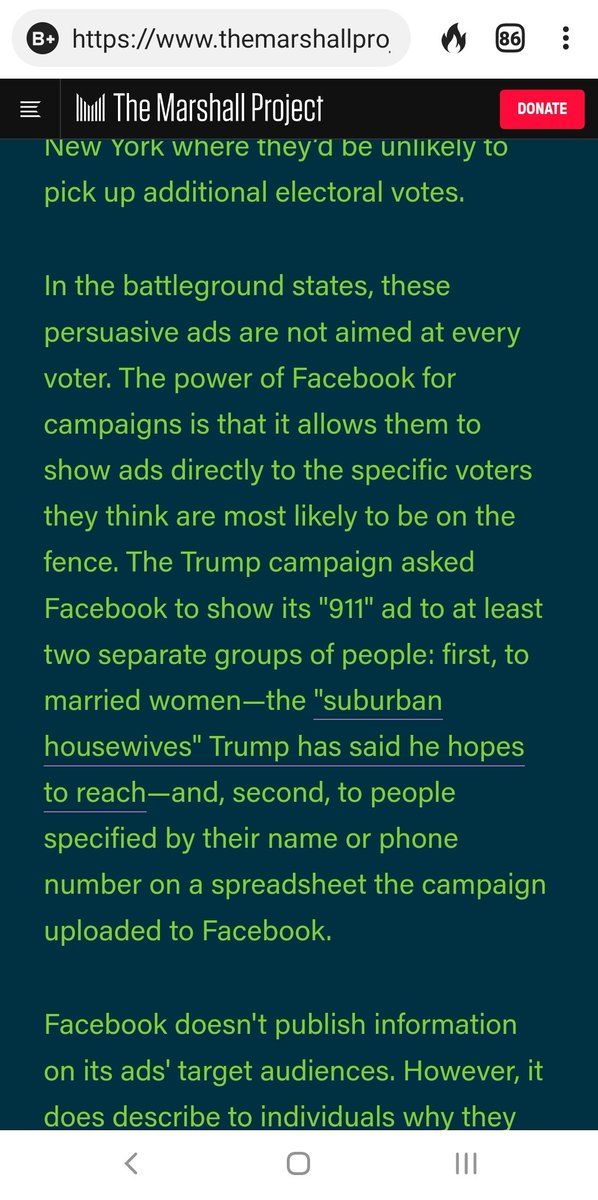 B+ https://www.themarshallpro
86
The Marshall Project
DONATE
New York where they'd be unlikely to
pick up additional electoral votes.
In the battleground states, these
persuasive ads are not aimed at every
voter. The power of Facebook for
campaigns is that it allows them to
show ads directly to the specific voters
they think are most likely to be on the
fence. The Trump campaign asked
Facebook to show its "911" ad to at least
two separate groups of people: first, to
married women—the "suburban
housewives" Trump has said he hopes
to reach—and, second, to people
specified by their name or phone
number on a spreadsheet the campaign
uploaded to Facebook.
Facebook doesn't publish information
on its ads' target audiences. However, it
does describe to individuals why they